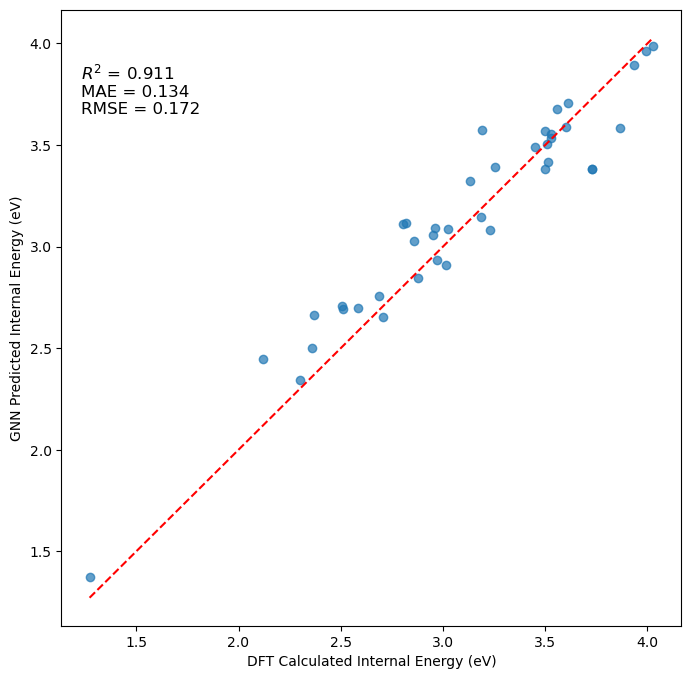 R² = 0.911
MAE = 0.134
RMSE = 0.172
GNN Predicted Internal Energy (eV)
4.0
3.5
3.0
2.5
2.0
1.5
1.5 2.0 2.5 3.0 3.5 4.0
DFT Calculated Internal Energy (eV)